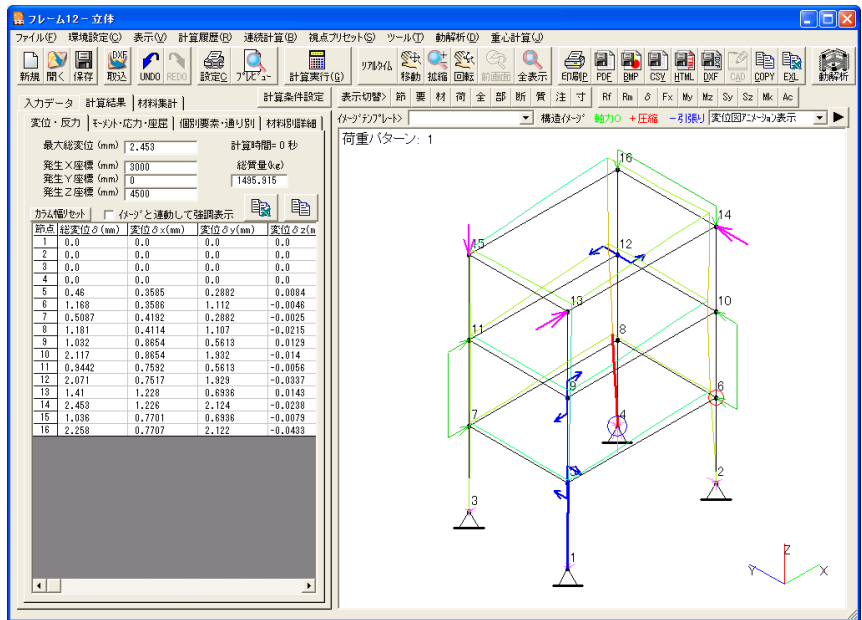 フレーム12－立体
ファイル(F) 環境設定(C) 表示(V) 計算履歴(R) 連続計算(B) 視点プリセット(S) ツール(T) 動解析(D) 重心計算(J)
新規 開く 保存 取込 UNDO REDO 設定C プレビュー 計算実行(G) リアルタイム 移動 拡縮 回転 前画面 全表示 印刷P PDF BMP CSV HTML DXF CAD COPY EXL 動解析
入力データ 計算結果 材料集計 計算条件設定 表示切替> 節 要 材 荷 全 部 断 質 注 寸 Rf Rm δ Fx My Mz Sy Sz Mk Ac
変位・反力 モーメント・応力・座屈 個別要素・通り別 材料別詳細 イメージテンプレート> 構造イメージ 軸力0 +圧縮 -引張り 変位図アニメーション表示
荷重パターン: 1
最大総変位 (mm) 2.453 計算時間= 0 秒
発生X座標 (mm) 3000 総質量(kg)
発生Y座標 (mm) 0 1495.915
発生Z座標 (mm) 4500
カラム幅リセット イメージと連動して強調表示
節点 総変位δ(mm) 変位δx(mm) 変位δy(mm) 変位δz(m
1 0.0 0.0 0.0 0.0
2 0.0 0.0 0.0 0.0
3 0.0 0.0 0.0 0.0
4 0.0 0.0 0.0 0.0
5 0.46 0.3585 0.2882 0.0084
6 1.168 0.3586 1.112 -0.0046
7 0.5087 0.4192 0.2882 -0.0025
8 1.181 0.4114 1.107 -0.0215
9 1.032 0.8654 0.5613 0.0129
10 2.117 0.8654 1.932 -0.014
11 0.9442 0.7592 0.5613 -0.0056
12 2.071 0.7517 1.929 -0.0337
13 1.41 1.228 0.6936 0.0143
14 2.453 1.226 2.124 -0.0238
15 1.036 0.7701 0.6936 -0.0079
16 2.258 0.7707 2.122 -0.0433
16
14
15
12
13
10
11
8
9
6
7
4
5
2
3
1
Z
Y
X